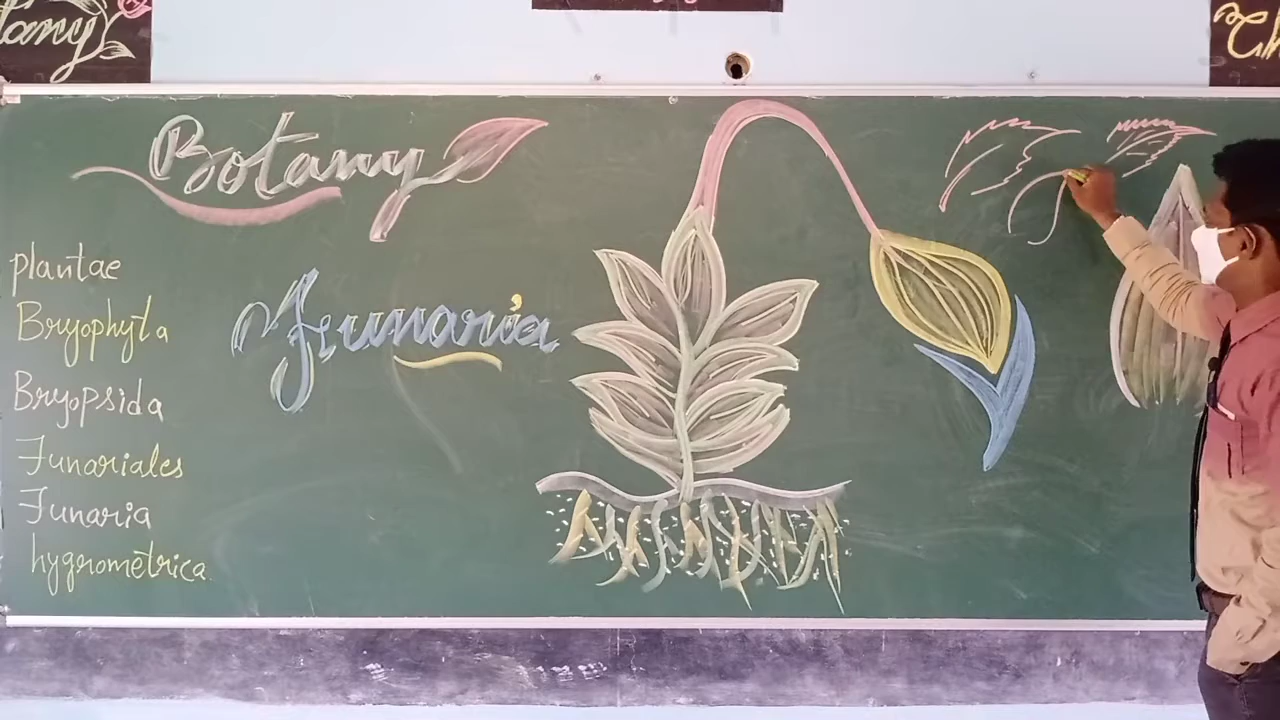 Botany
plantae
Bryophyta
Bryopsida
Funariales
Funaria
hygrometrica.
Funaria